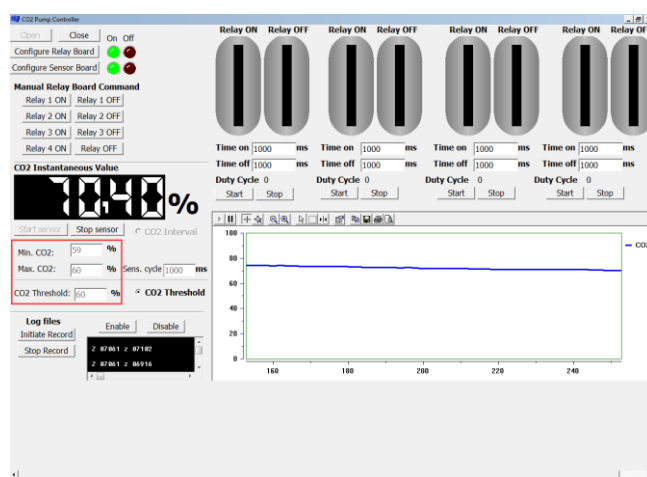 CO2 Pump Controller
Open Close On Off
Configure Relay Board
Configure Sensor Board
Manual Relay Board Command
Relay 1 ON Relay 1 OFF
Relay 2 ON Relay 2 OFF
Relay 3 ON Relay 3 OFF
Relay 4 ON Relay OFF
CO2 Instantaneous Value
70.40 %
Start sensor Stop sensor CO2 Interval
Min. CO2: 59 %
Max. CO2: 60 % Sens. cycle 1000 ms
CO2 Threshold: 60 % CO2 Threshold
Log files
Initiate Record Enable Disable
Stop Record
Z 07061 z 07102
Z 07061 z 06916
Relay ON Relay OFF Relay ON Relay OFF Relay ON Relay OFF Relay ON Relay OFF
Time on 1000 ms Time on 1000 ms Time on 1000 ms Time on 1000 ms
Time off 1000 ms Time off 1000 ms Time off 1000 ms Time off 1000 ms
Duty Cycle 0 Duty Cycle 0 Duty Cycle 0 Duty Cycle 0
Start Stop Start Stop Start Stop Start Stop
100
80
60
40
20
0
160 180 200 220 240
CO2